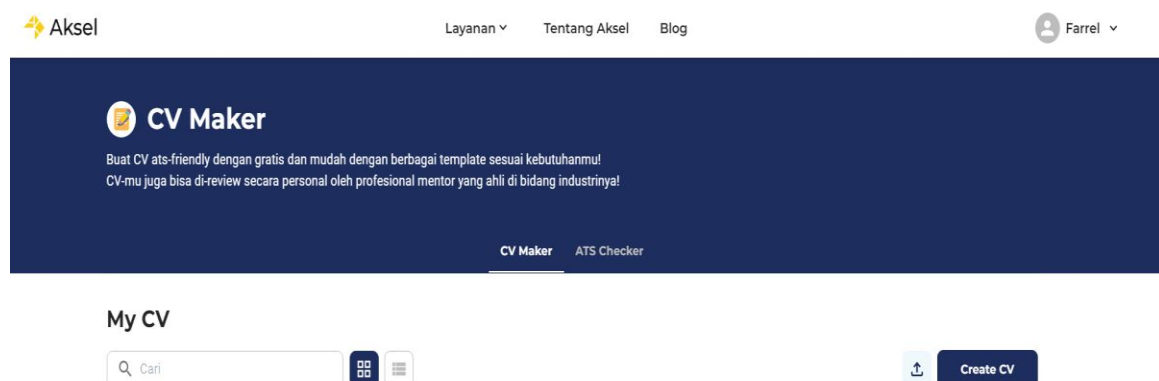 Aksel
Layanan
Tentang Aksel
Blog
Farrel
CV Maker
Buat CV ats-friendly dengan gratis dan mudah dengan berbagai template sesuai kebutuhanmu!
CV-mu juga bisa di-review secara personal oleh profesional mentor yang ahli di bidang industrinya!
CV Maker
ATS Checker
My CV
Cari
Create CV